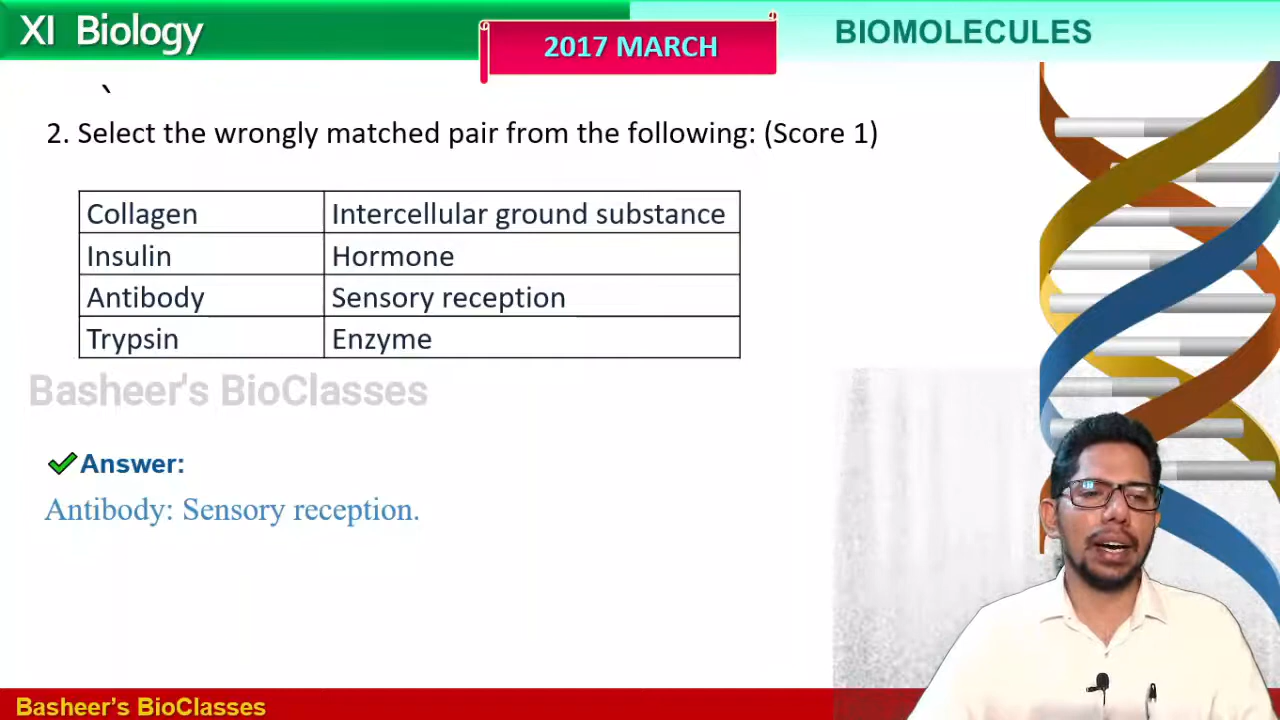 XI Biology
2017 MARCH
BIOMOLECULES
2. Select the wrongly matched pair from the following: (Score 1)
Collagen Intercellular ground substance
Insulin Hormone
Antibody Sensory reception
Trypsin Enzyme
Basheer's BioClasses
Answer:
Antibody: Sensory reception.
Basheer's BioClasses